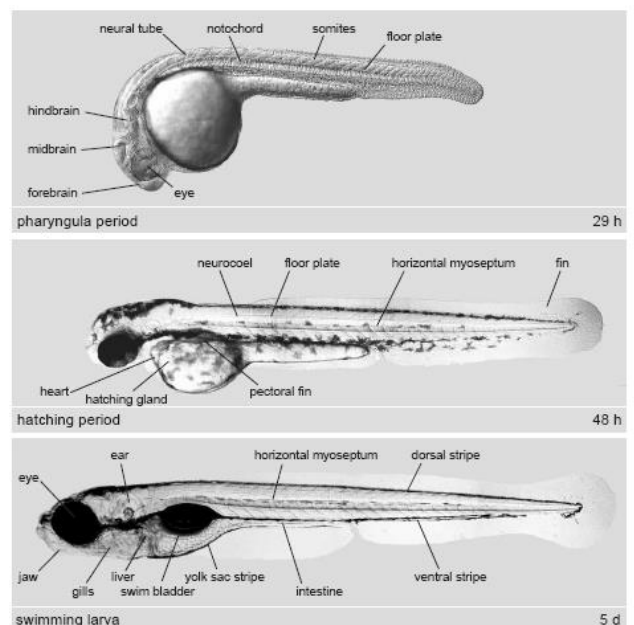 neural tube notochord somites floor plate
hindbrain
midbrain
forebrain eye
pharyngula period 29 h
neurocoel floor plate horizontal myoseptum fin
heart hatching gland pectoral fin
hatching period 48 h
ear horizontal myoseptum dorsal stripe
eye
jaw gills liver swim bladder yolk sac stripe intestine ventral stripe
swimming larva 5 d